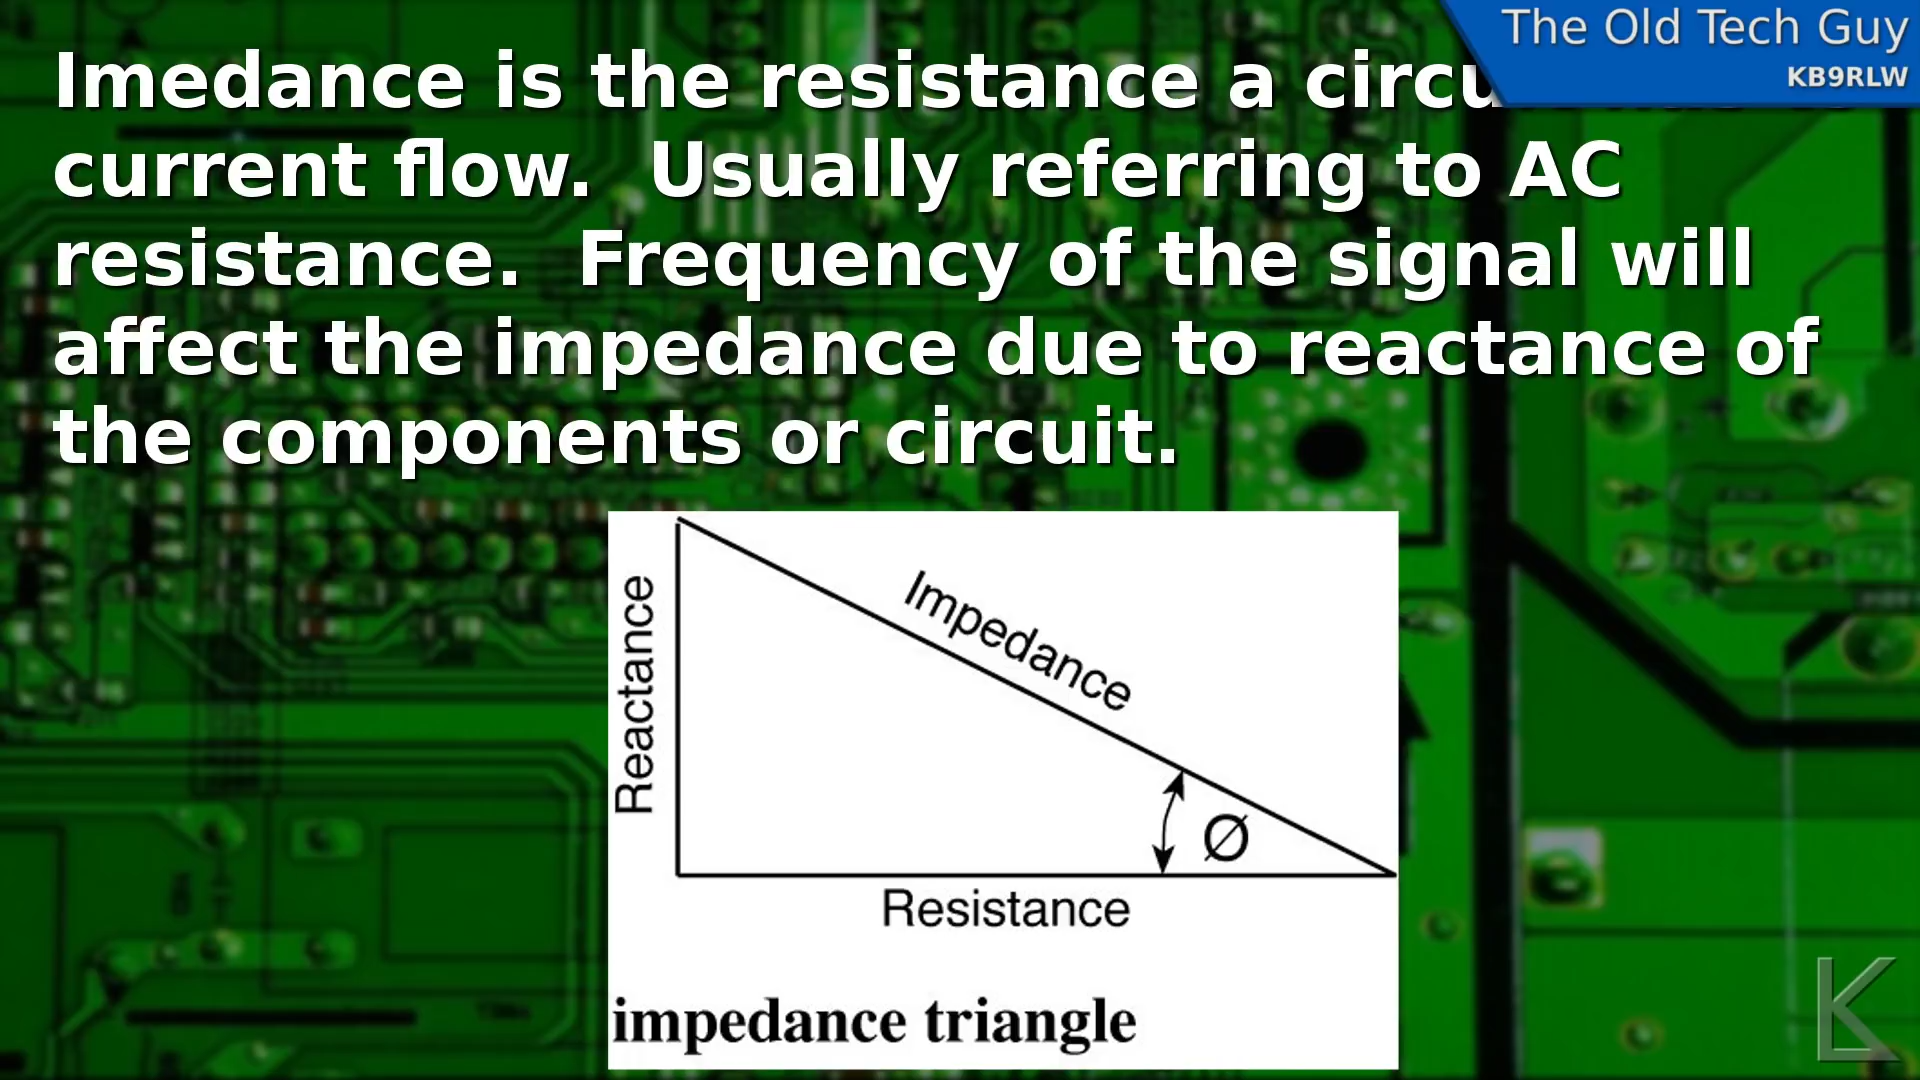 The Old Tech Guy
KB9RLW
Imedance is the resistance a
current flow.  Usually referring to AC
resistance.  Frequency of the signal will
affect the impedance due to reactance of
the components or circuit.
Reactance
Impedance
Ø
Resistance
impedance triangle
K